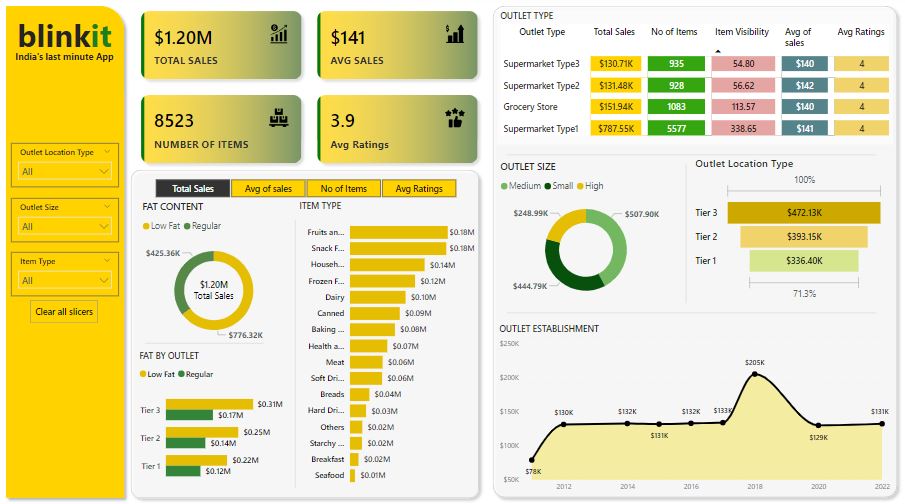 blinkit
India's last minute App
Outlet Location Type
All
Outlet Size
All
Item Type
All
Clear all slicers
$1.20M
TOTAL SALES
$141
AVG SALES
8523
NUMBER OF ITEMS
3.9
Avg Ratings
Total Sales Avg of sales No of Items Avg Ratings
FAT CONTENT
Low Fat Regular
$425.36K
$1.20M
Total Sales
$776.32K
FAT BY OUTLET
Low Fat Regular
Tier 3 $0.31M
$0.17M
Tier 2 $0.25M
$0.14M
Tier 1 $0.22M
$0.12M
ITEM TYPE
Fruits an... $0.18M
Snack F... $0.18M
Househ... $0.14M
Frozen F... $0.12M
Dairy $0.10M
Canned $0.09M
Baking ... $0.08M
Health a... $0.07M
Meat $0.06M
Soft Dri... $0.06M
Breads $0.04M
Hard Dri... $0.03M
Others $0.02M
Starchy ... $0.02M
Breakfast $0.02M
Seafood $0.01M
OUTLET TYPE
Outlet Type Total Sales No of Items Item Visibility Avg of sales Avg Ratings
Supermarket Type3 $130.71K 935 54.80 $140 4
Supermarket Type2 $131.48K 928 56.62 $142 4
Grocery Store $151.94K 1083 113.57 $140 4
Supermarket Type1 $787.55K 5577 338.65 $141 4
OUTLET SIZE
Medium Small High
$248.99K
$507.90K
$444.79K
Outlet Location Type
100%
Tier 3 $472.13K
Tier 2 $393.15K
Tier 1 $336.40K
71.3%
OUTLET ESTABLISHMENT
$250K
$200K
$150K
$100K
$50K
$78K
$130K
$132K
$131K
$132K
$133K
$205K
$129K
$131K
2012 2014 2016 2018 2020 2022